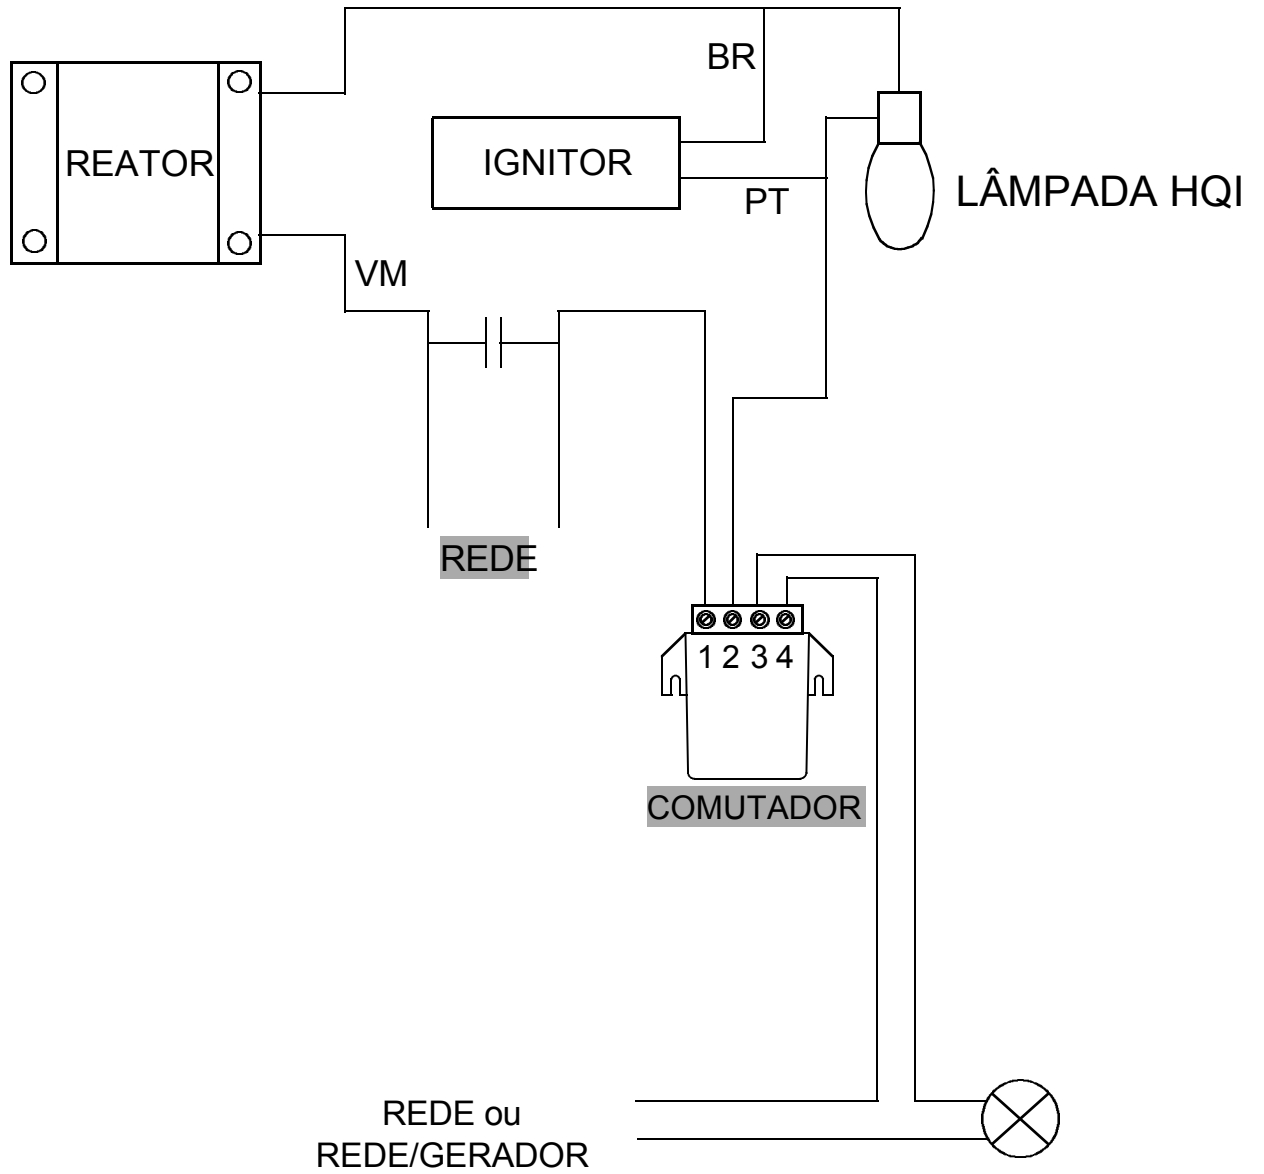 BR
REATOR
IGNITOR
LÂMPADA HQI
PT
VM
REDE
1 2 3 4
COMUTADOR
REDE ou
REDE/GERADOR